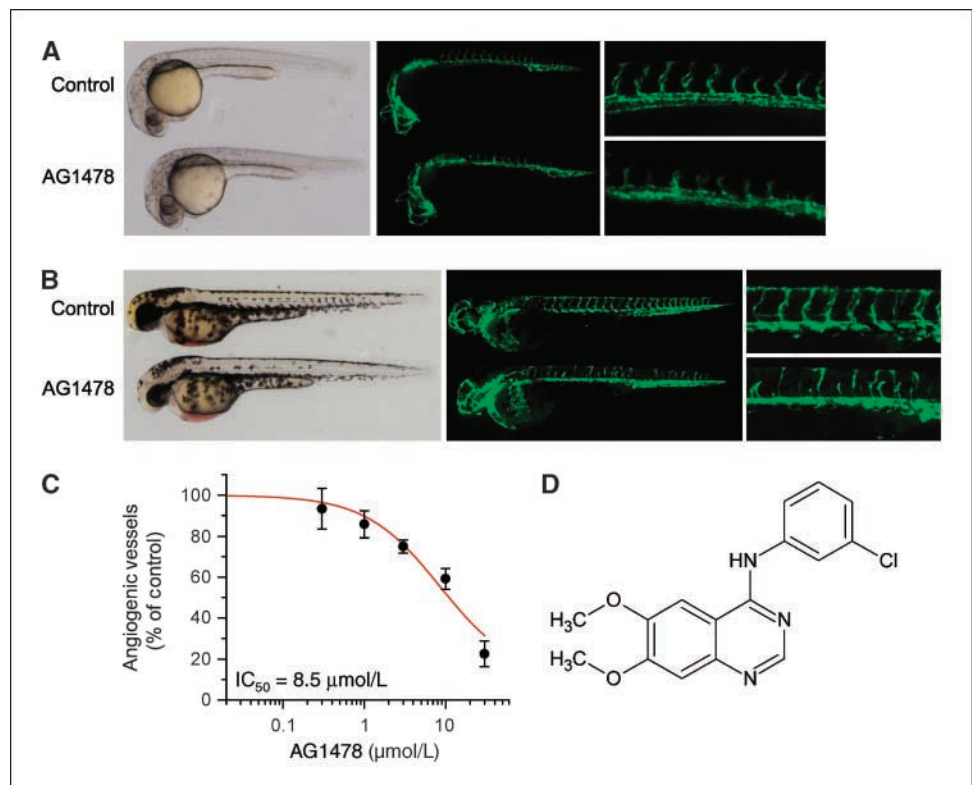 A
Control
AG1478
B
Control
AG1478
C
Angiogenic vessels
(% of control)
100
80
60
40
20
0
IC50 = 8.5 μmol/L
0.1
1
10
AG1478 (μmol/L)
D
HN
Cl
O
H3C
N
H3C
O
N